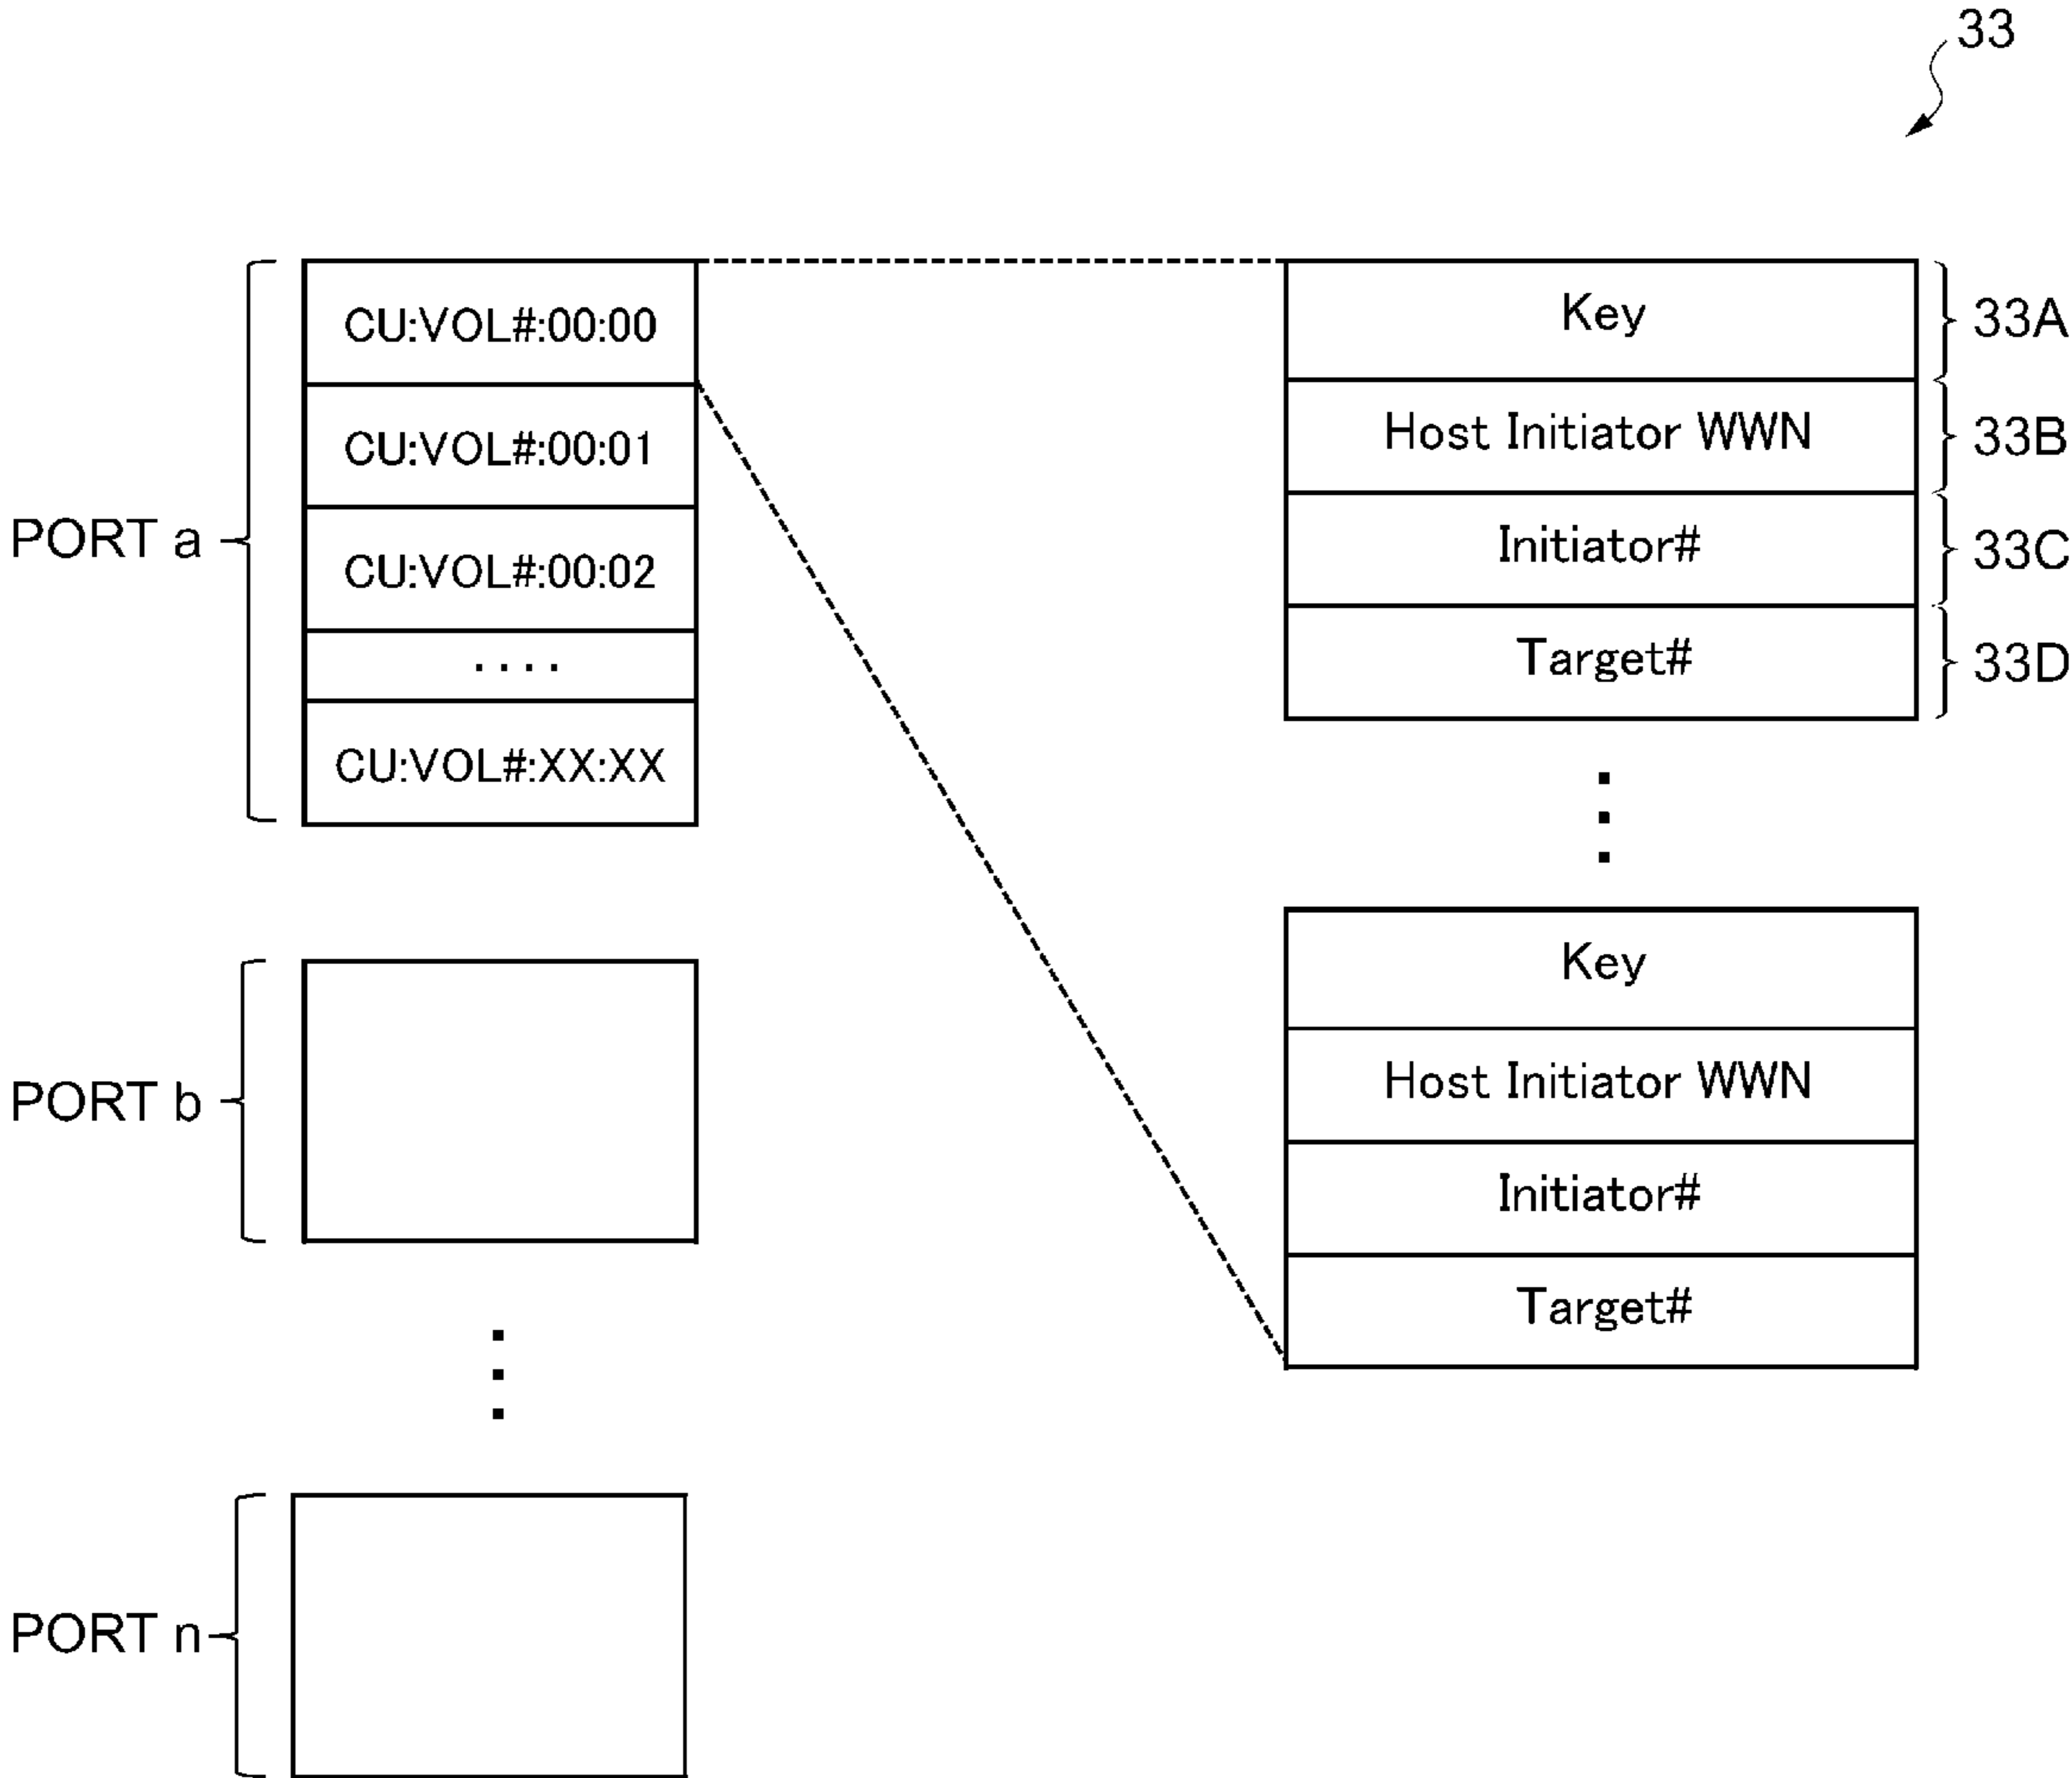 33
PORT a
CU:VOL#:00:00
CU:VOL#:00:01
CU:VOL#:00:02
....
CU:VOL#:XX:XX
PORT b
PORT n
Key
33A
Host Initiator WWN
33B
Initiator#
33C
Target#
33D
Key
Host Initiator WWN
Initiator#
Target#